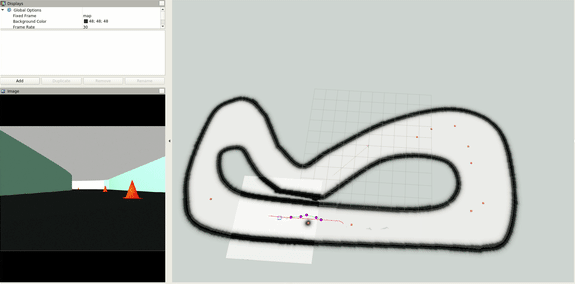 Displays
Global Options
Fixed Frame map
Background Color 48; 48; 48
Frame Rate 30
Add
Duplicate Remove Rename
Image